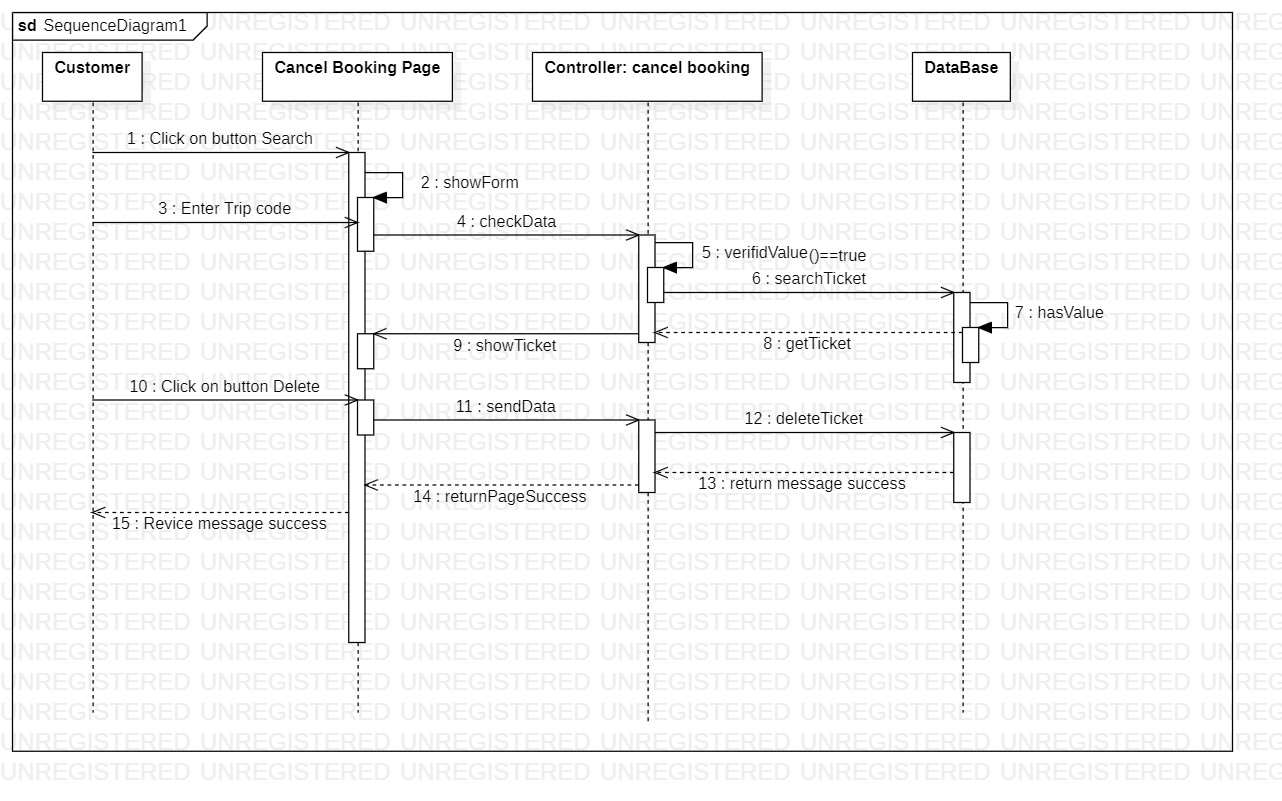 sd SequenceDiagram1
Customer
Cancel Booking Page
Controller: cancel booking
DataBase
1 : Click on button Search
2 : showForm
3 : Enter Trip code
4 : checkData
5 : verifidValue()==true
6 : searchTicket
7 : hasValue
8 : getTicket
9 : showTicket
10 : Click on button Delete
11 : sendData
12 : deleteTicket
13 : return message success
14 : returnPageSuccess
15 : Revice message success
UNREGISTERED